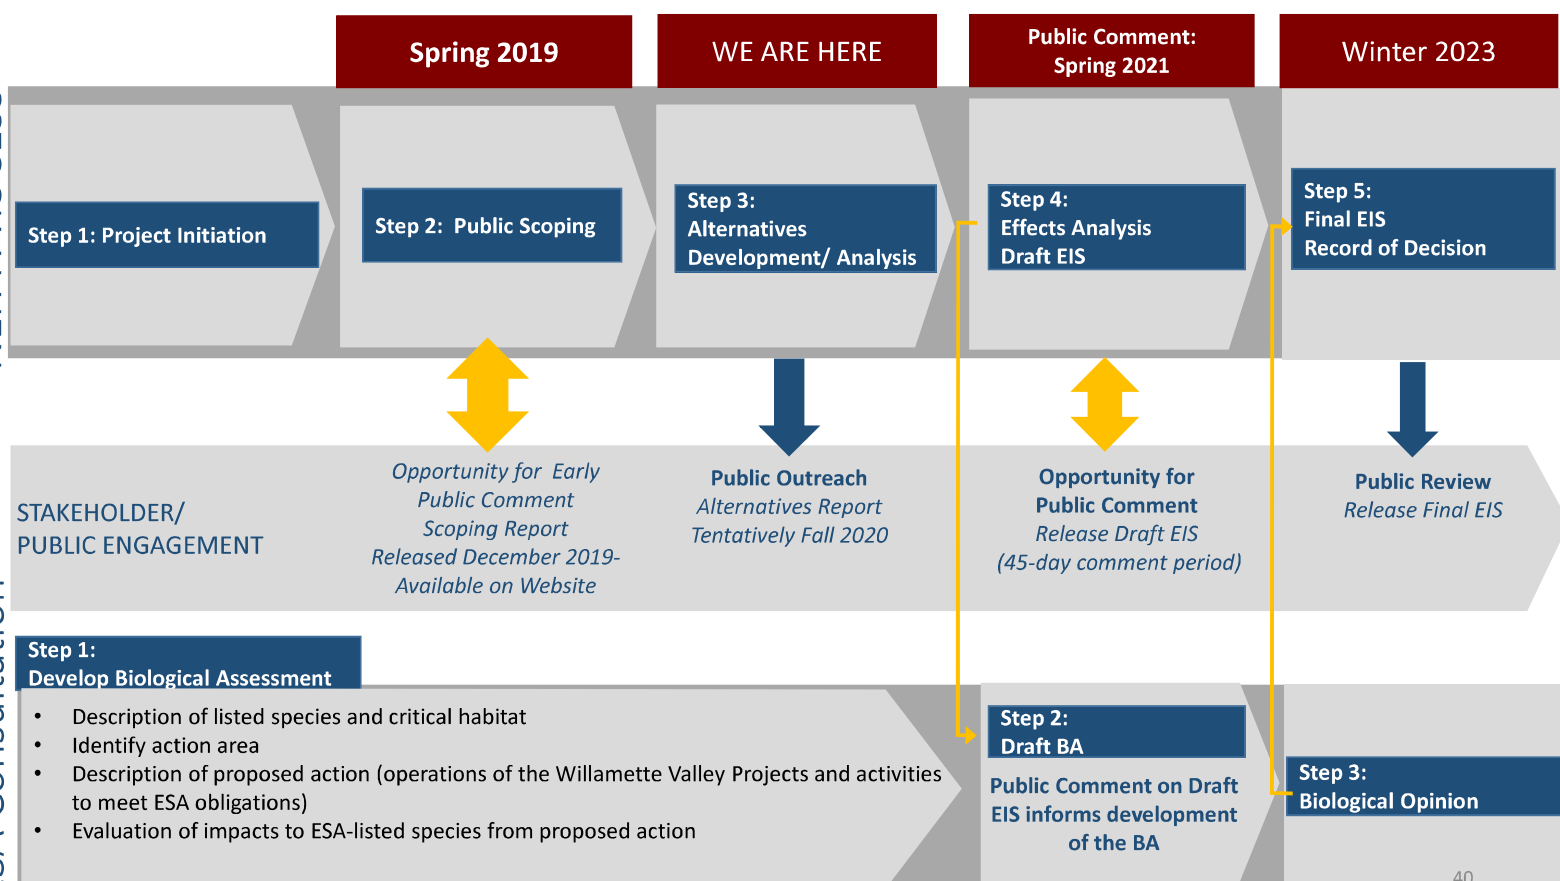 Spring 2019
WE ARE HERE
Public Comment:
Spring 2021
Winter 2023
Step 1: Project Initiation
Step 2:  Public Scoping
Step 3:
Alternatives
Development/ Analysis
Step 4:
Effects Analysis
Draft EIS
Step 5:
Final EIS
Record of Decision
STAKEHOLDER/
PUBLIC ENGAGEMENT
Opportunity for  Early
Public Comment
Scoping Report
Released December 2019-
Available on Website
Public Outreach
Alternatives Report
Tentatively Fall 2020
Opportunity for
Public Comment
Release Draft EIS
(45-day comment period)
Public Review
Release Final EIS
Step 1:
Develop Biological Assessment
• Description of listed species and critical habitat
• Identify action area
• Description of proposed action (operations of the Willamette Valley Projects and activities
to meet ESA obligations)
• Evaluation of impacts to ESA-listed species from proposed action
Step 2:
Draft BA
Public Comment on Draft
EIS informs development
of the BA
Step 3:
Biological Opinion
40